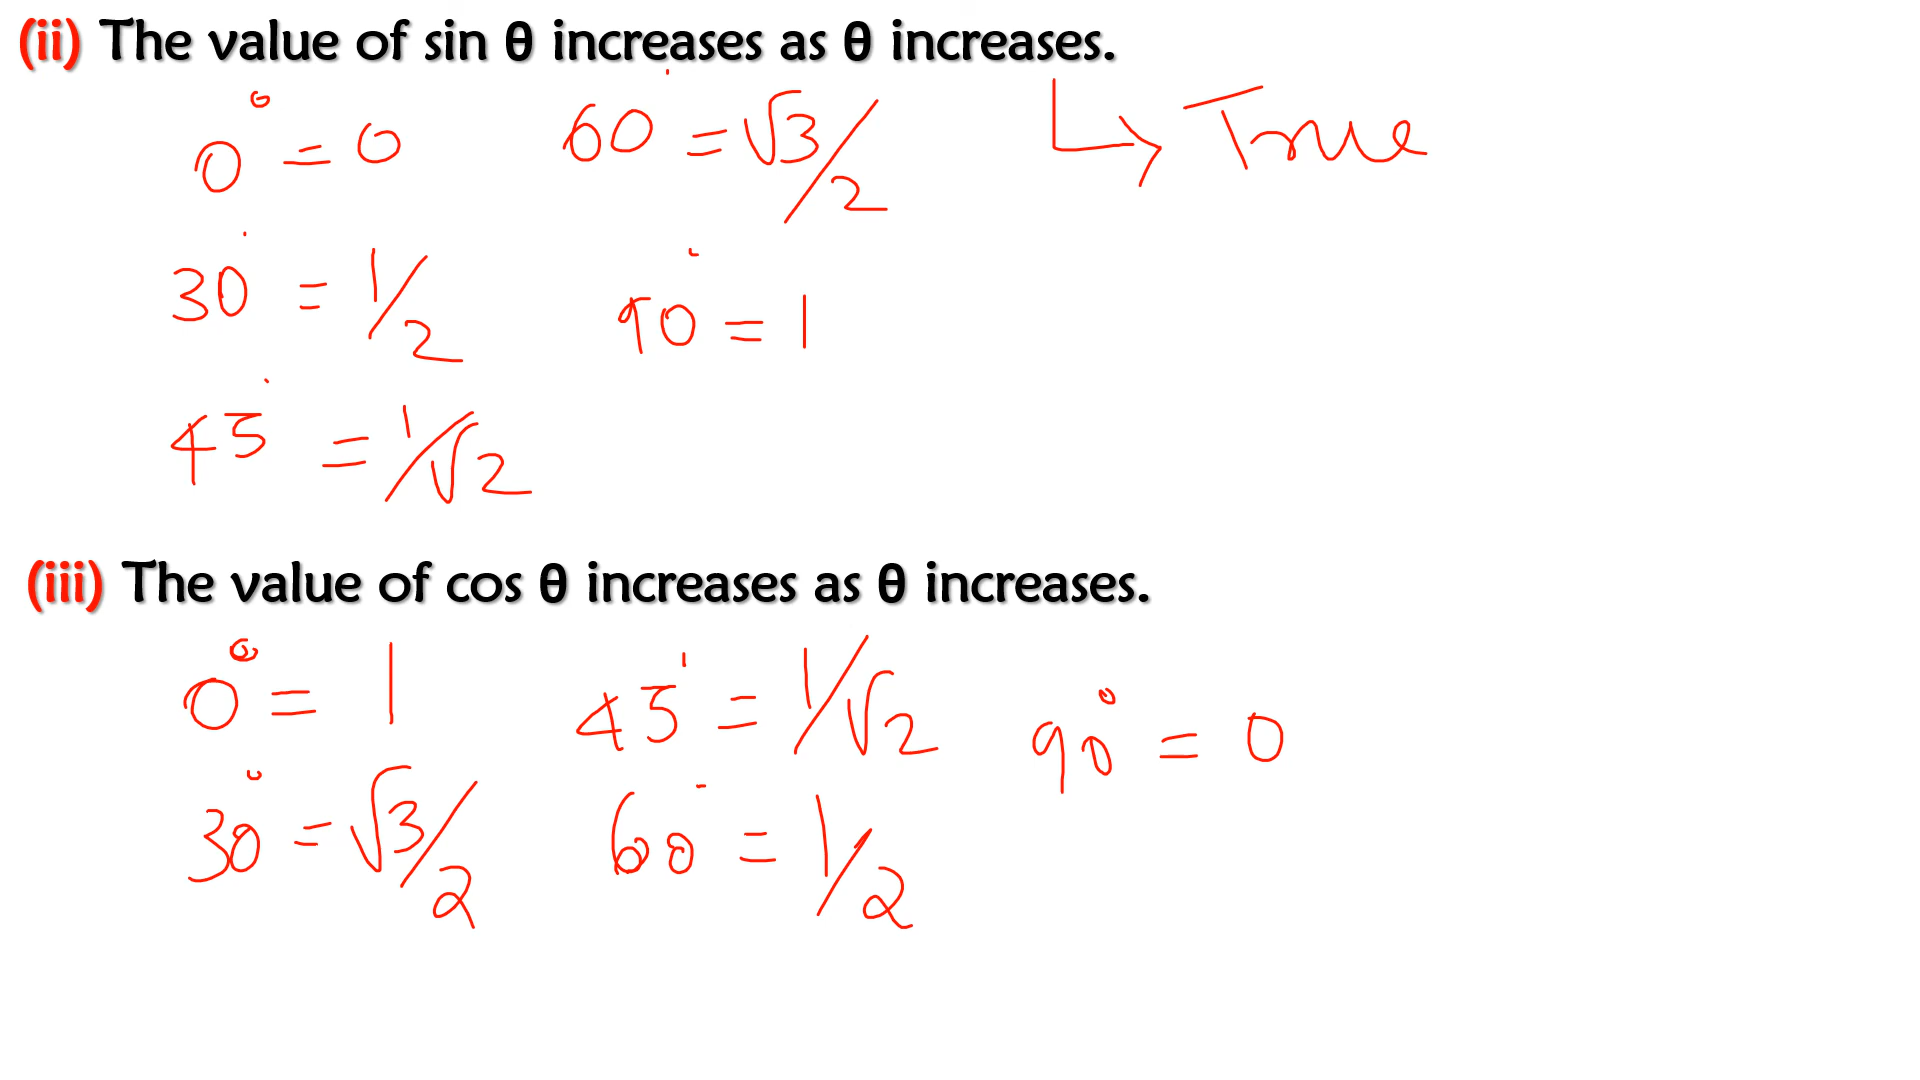 (ii) The value of sin θ increases as θ increases.
0° = 0 60° = √3/2 ↳ True
30° = 1/2 90° = 1
45° = 1/√2
(iii) The value of cos θ increases as θ increases.
0° = 1 45° = 1/√2 90° = 0
30° = √3/2 60° = 1/2